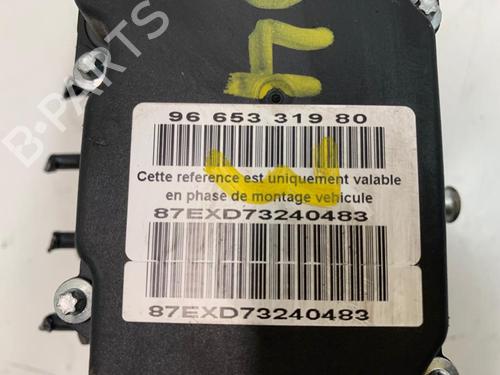 B-PARTS
96 653 319 80
Cette reference est uniquement valable
en phase de montage vehicule
87EXD73240483
87EXD73240483